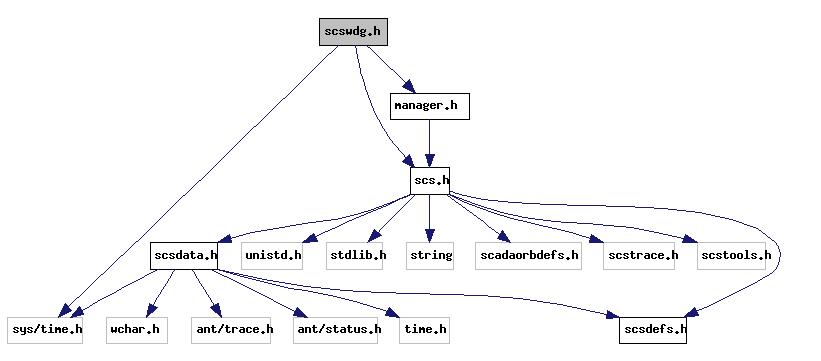 scswdg.h
manager.h
scs.h
scsdata.h
unistd.h
stdlib.h
string
scadaorbdefs.h
scstrace.h
scstools.h
sys/time.h
wchar.h
ant/trace.h
ant/status.h
time.h
scsdefs.h